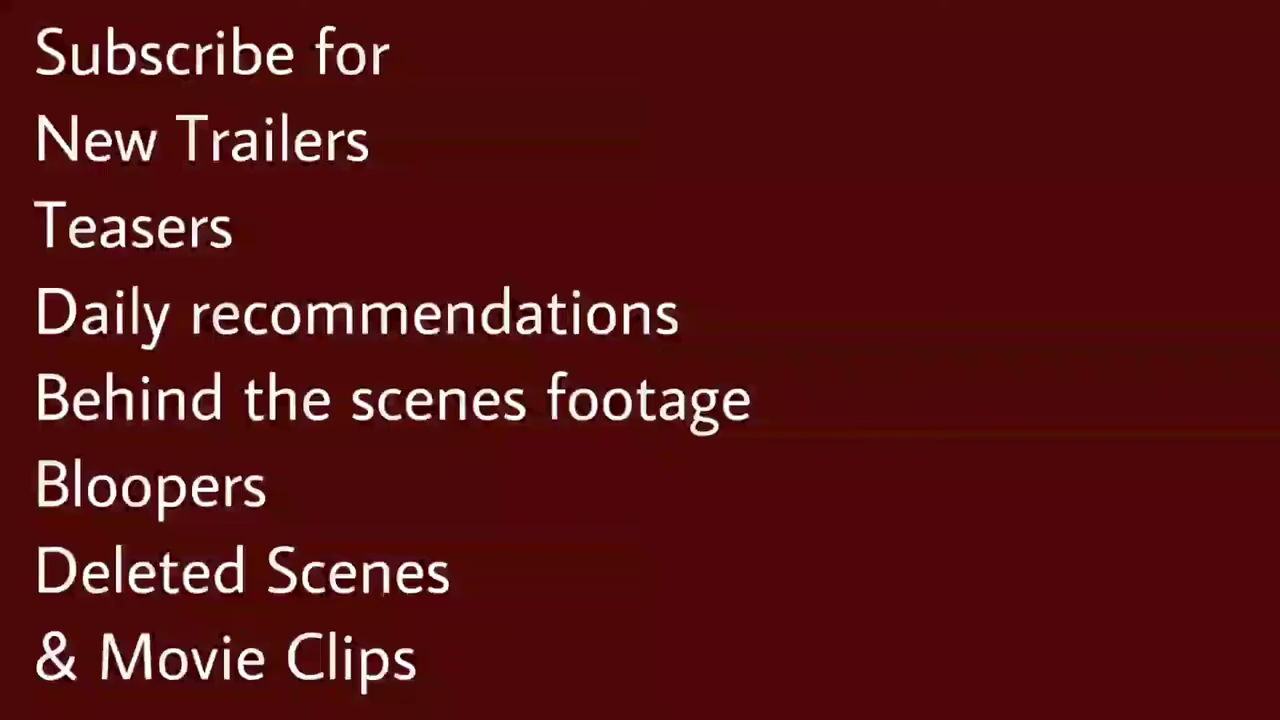 Subscribe for
New Trailers
Teasers
Daily recommendations
Behind the scenes footage
Bloopers
Deleted Scenes
& Movie Clips